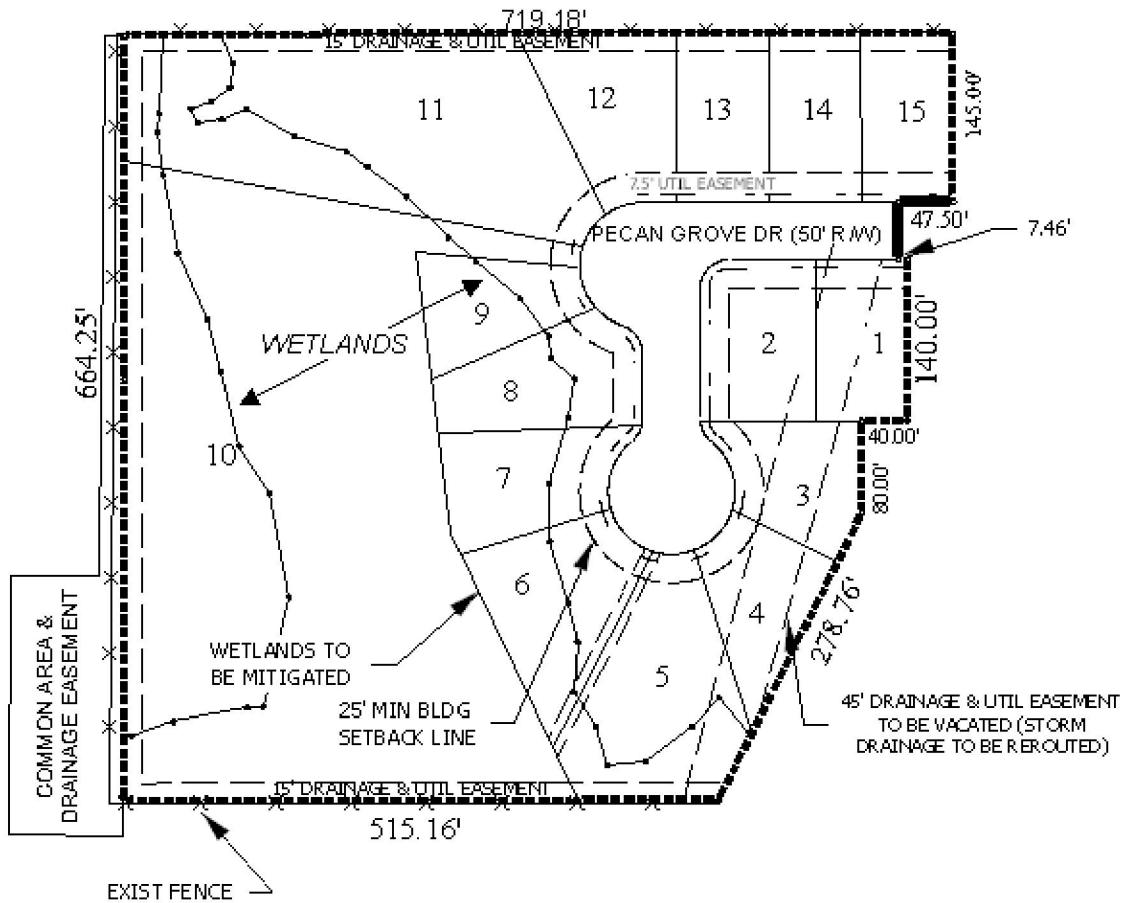 719.18'
15' DRAINAGE & UTIL EASEMENT
11
12
13
14
15
145.00'
7.5' UTIL EASEMENT
47.50'
7.46'
PECAN GROVE DR (50' R/W)
9
2
1
140.00'
664.25'
WETLANDS
8
10
40.00'
7
3
80.00'
6
4
278.76'
COMMON AREA &
DRAINAGE EASEMENT
WETLANDS TO
BE MITIGATED
5
25' MIN BLDG
SETBACK LINE
45' DRAINAGE & UTIL EASEMENT
TO BE VACATED (STORM
DRAINAGE TO BE REROUTED)
15' DRAINAGE & UTIL EASEMENT
515.16'
EXIST FENCE